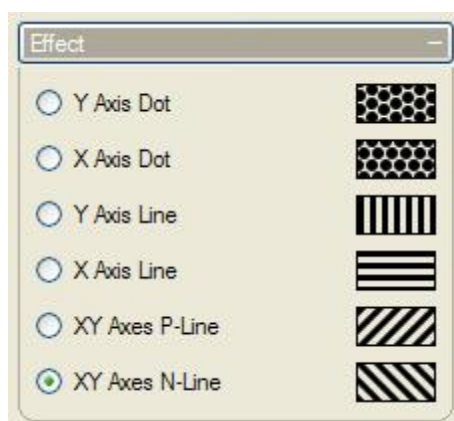 Effect
Y Axis Dot
X Axis Dot
Y Axis Line
X Axis Line
XY Axes P-Line
XY Axes N-Line